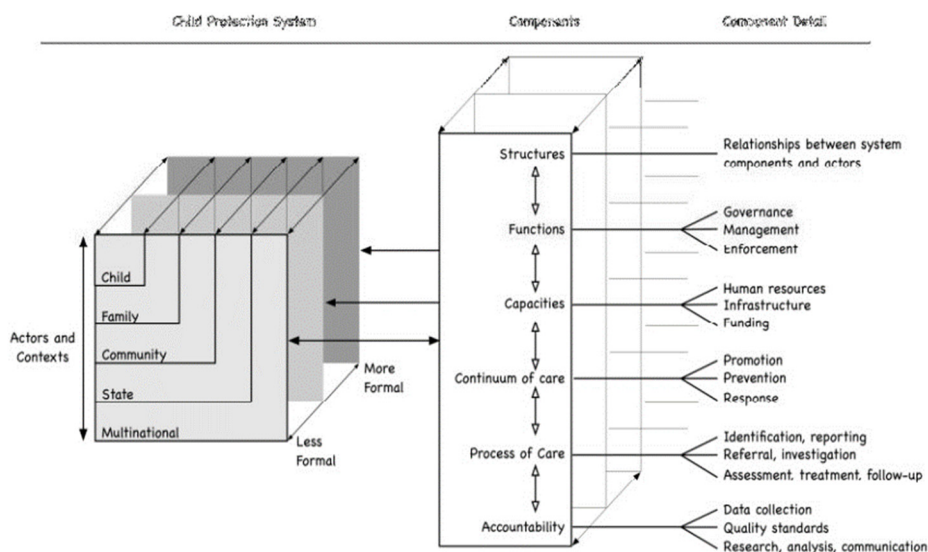 Child Protection System
Components
Component Detail
Actors and
Contexts
Child
Family
Community
State
Multinational
More
Formal
Less
Formal
Structures
Functions
Capacities
Continuum of care
Process of Care
Accountability
Relationships between system
components and actors
Governance
Management
Enforcement
Human resources
Infrastructure
Funding
Promotion
Prevention
Response
Identification, reporting
Referral, investigation
Assessment, treatment, follow-up
Data collection
Quality standards
Research, analysis, communication